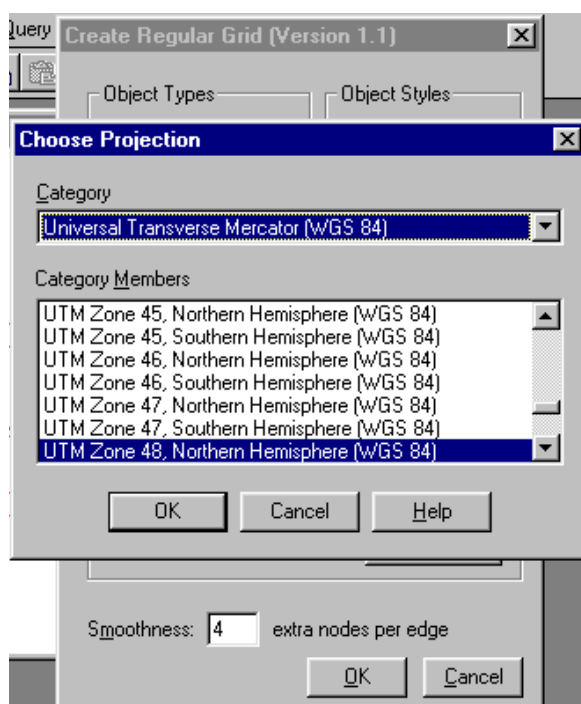 Query
Create Regular Grid (Version 1.1)
Object Types
Object Styles
Choose Projection
Category
Universal Transverse Mercator (WGS 84)
Category Members
UTM Zone 45, Northern Hemisphere (WGS 84)
UTM Zone 45, Southern Hemisphere (WGS 84)
UTM Zone 46, Northern Hemisphere (WGS 84)
UTM Zone 46, Southern Hemisphere (WGS 84)
UTM Zone 47, Northern Hemisphere (WGS 84)
UTM Zone 47, Southern Hemisphere (WGS 84)
UTM Zone 48, Northern Hemisphere (WGS 84)
OK Cancel Help
Smoothness: 4 extra nodes per edge
OK Cancel